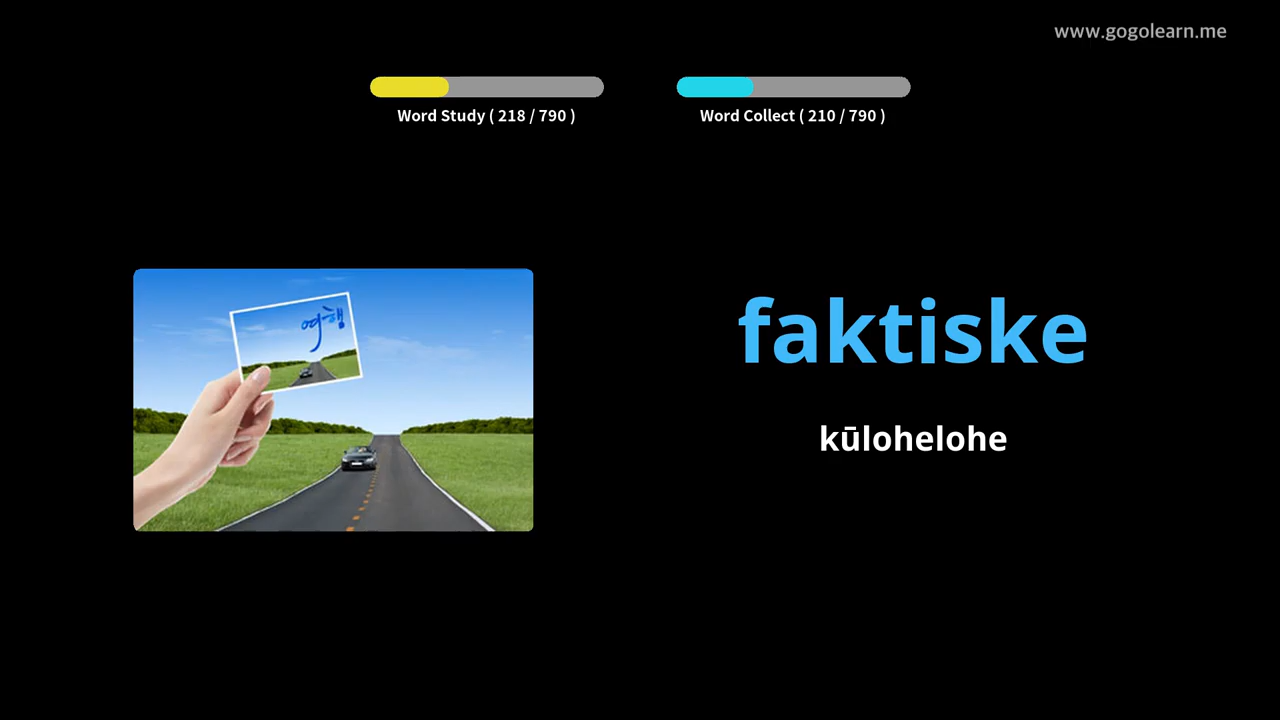 www.gogolearn.me
Word Study ( 218 / 790 )
Word Collect ( 210 / 790 )
여행
faktiske
kūlohelohe